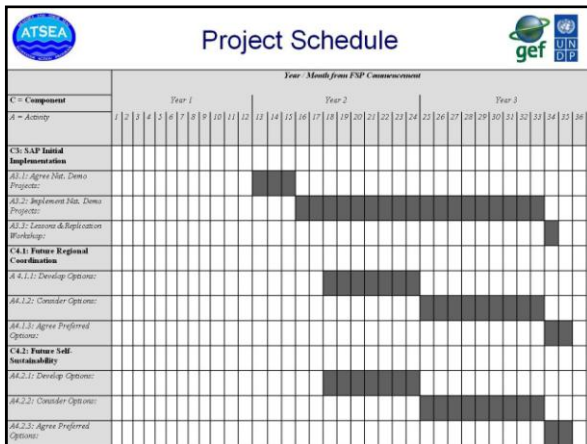 ATSEA
Project Schedule
gef
U N
D P
Year / Month from FSP Commencement
C = Component
Year 1
Year 2
Year 3
A = Activity
1 2 3 4 5 6 7 8 9 10 11 12 13 14 15 16 17 18 19 20 21 22 23 24 25 26 27 28 29 30 31 32 33 34 35 36
C3: SAP Initial
Implementation
A3.1: Agree Nat. Demo
Projects:
A3.2: Implement Nat. Demo
Projects:
A3.3: Lessons & Replication
Workshop:
C4.1: Future Regional
Coordination
A 4.1.1: Develop Options:
A4.1.2: Consider Options:
A4.1.3: Agree Preferred
Options:
C4.2: Future Self-
Sustainability
A4.2.1: Develop Options:
A4.2.2: Consider Options:
A4.2.3: Agree Preferred
Options: